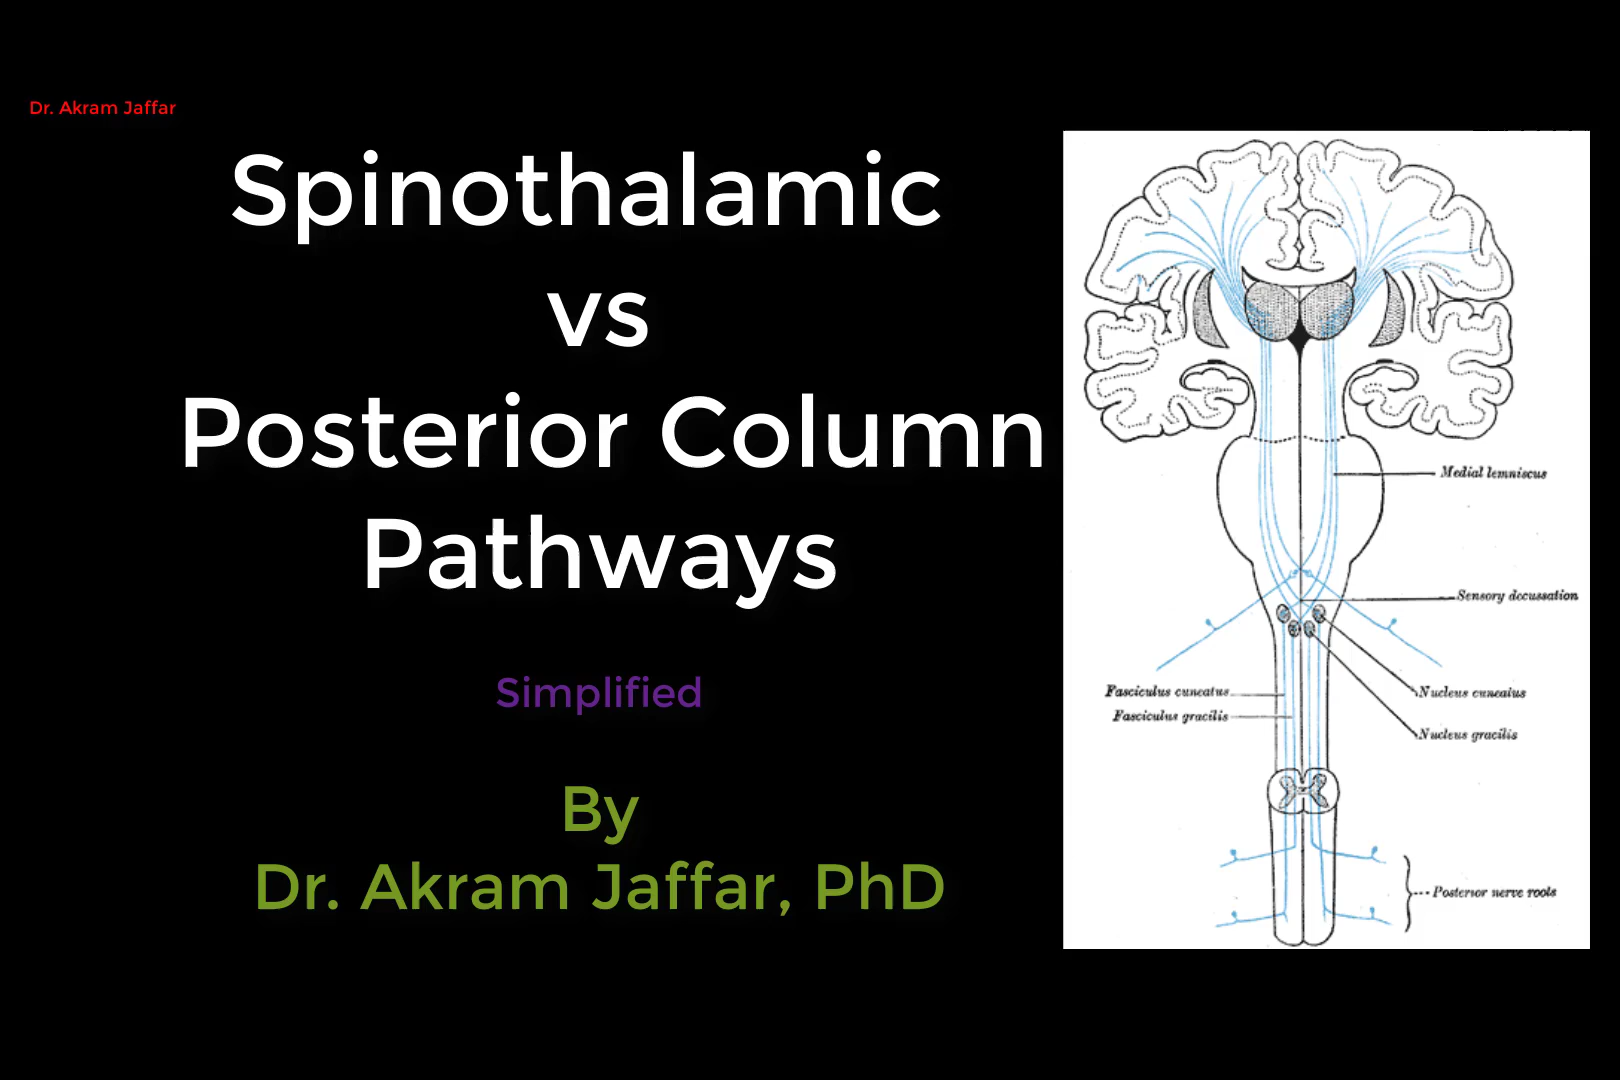 Dr. Akram Jaffar
Spinothalamic
vs
Posterior Column
Pathways
Simplified
By
Dr. Akram Jaffar, PhD
Medial lemniscus
Sensory decussation
Nucleus cuneatus
Nucleus gracilis
Fasciculus cuneatus
Fasciculus gracilis
Posterior nerve roots